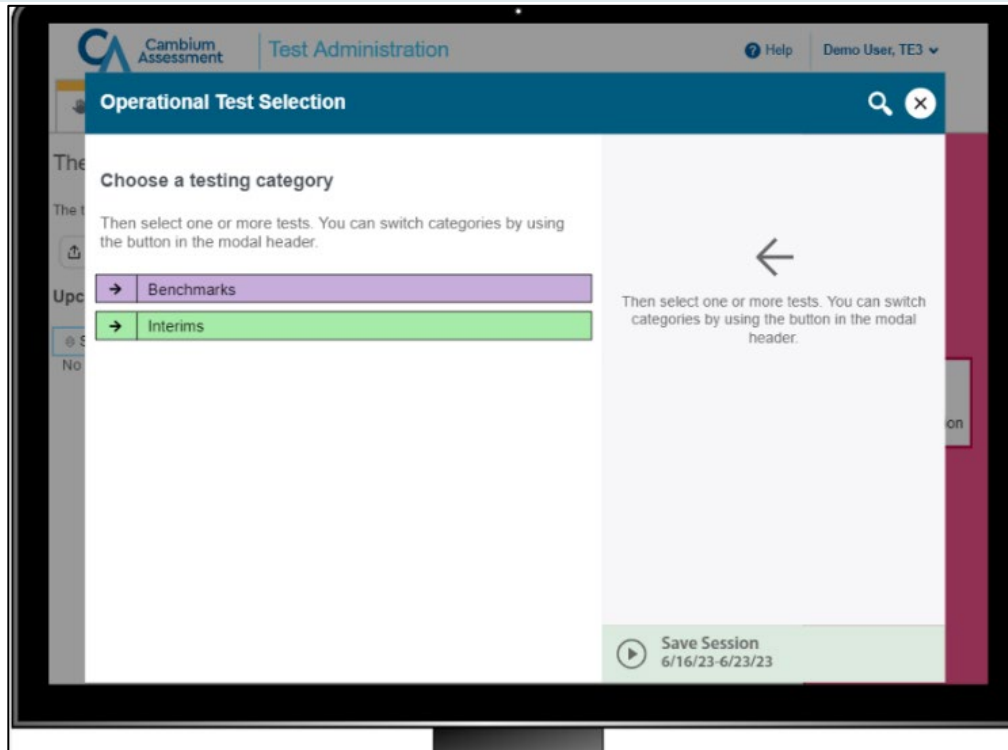 Cambium
Assessment
Test Administration
Help
Demo User, TE3
Operational Test Selection
The
Choose a testing category
The t
Then select one or more tests. You can switch categories by using
the button in the modal header.
Upc
Benchmarks
Interims
S
No
Then select one or more tests. You can switch
categories by using the button in the modal
header.
on
Save Session
6/16/23-6/23/23